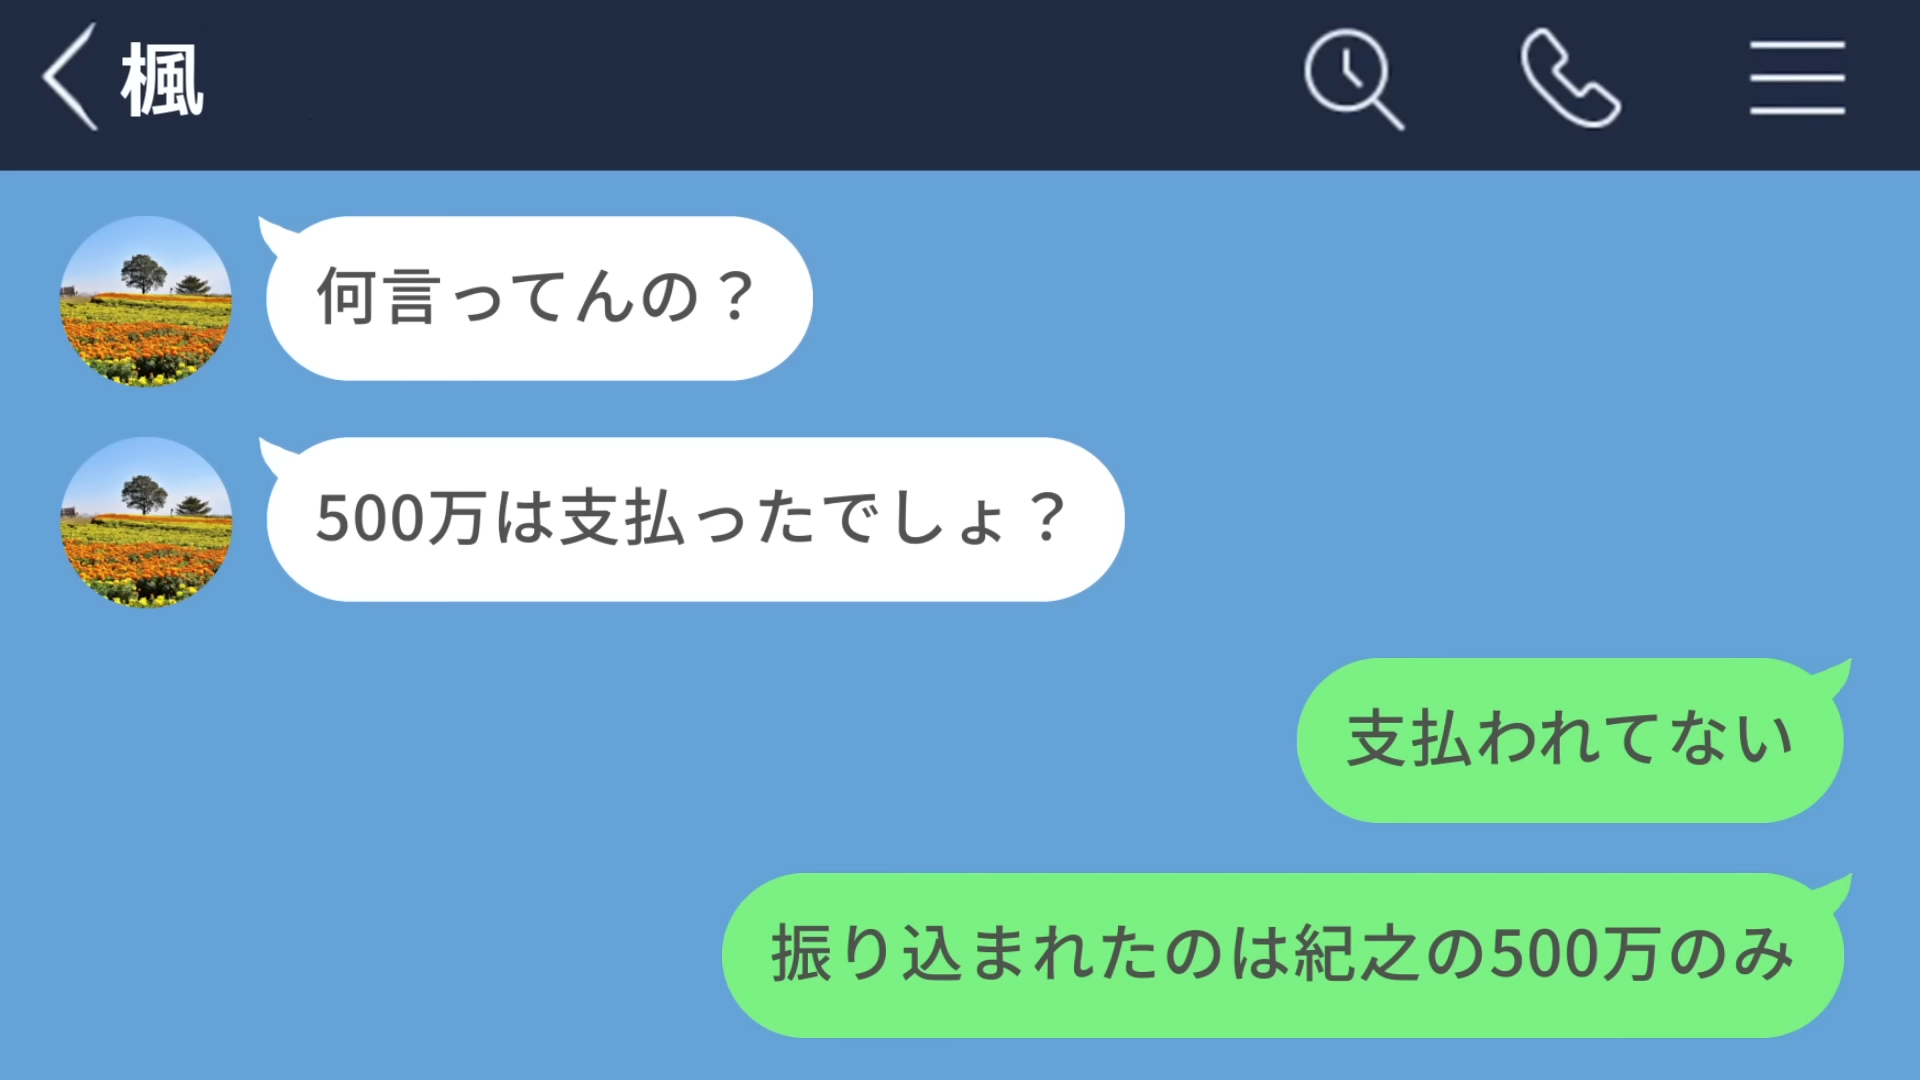 楓
何言ってんの？
500万は支払ったでしょ？
支払われてない
振り込まれたのは紀之の500万のみ